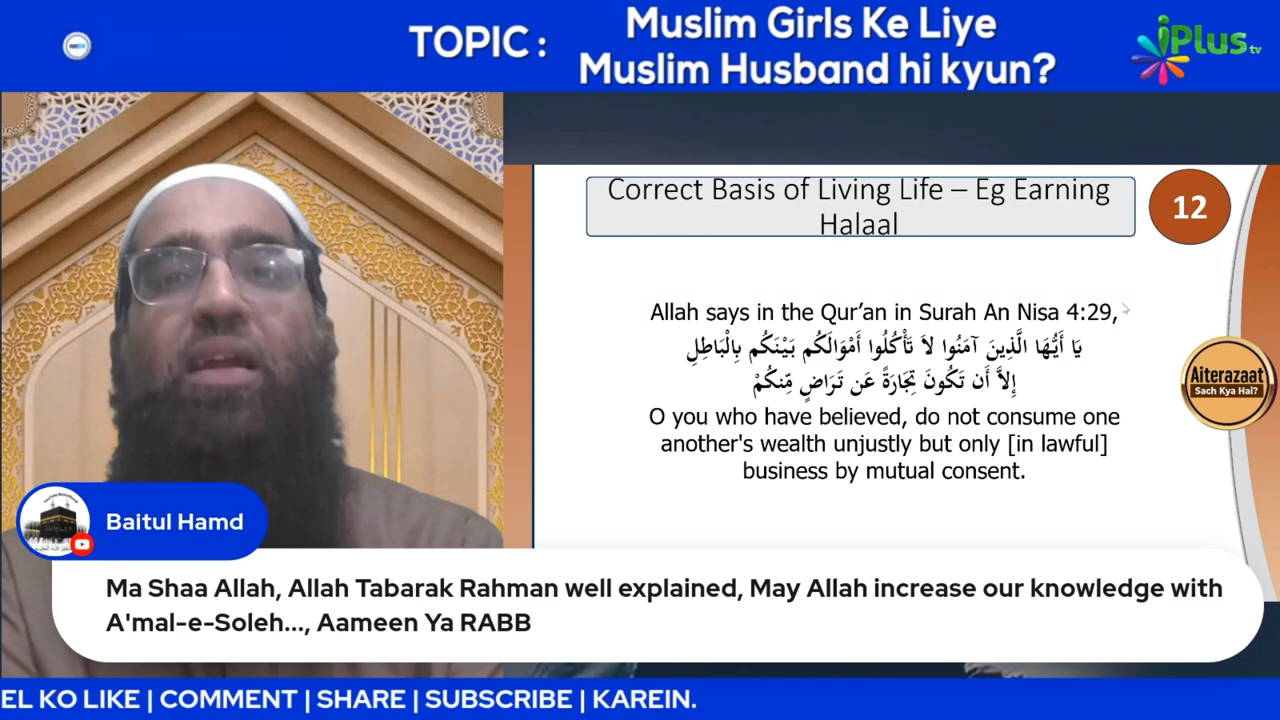 TOPIC :
Muslim Girls Ke Liye
Muslim Husband hi kyun?
iPlus tv
Correct Basis of Living Life – Eg Earning
Halaal
12
Allah says in the Qur’an in Surah An Nisa 4:29,
يَا أَيُّهَا الَّذِينَ آمَنُوا لَا تَأْكُلُوا أَمْوَالَكُم بَيْنَكُم بِالْبَاطِلِ
إِلَّا أَن تَكُونَ تِجَارَةً عَن تَرَاضٍ مِّنكُمْ
O you who have believed, do not consume one
another's wealth unjustly but only [in lawful]
business by mutual consent.
Aiterazaat
Sach Kya Hai?
Baitul Hamd
Ma Shaa Allah, Allah Tabarak Rahman well explained, May Allah increase our knowledge with
A'mal-e-Soleh..., Aameen Ya RABB
EL KO LIKE | COMMENT | SHARE | SUBSCRIBE | KAREIN.